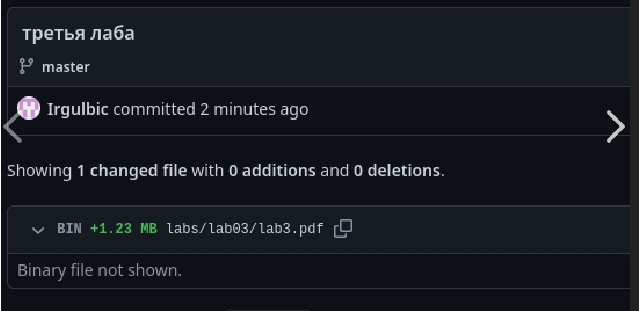 третья лаба
master
Irgulbic committed 2 minutes ago
Showing 1 changed file with 0 additions and 0 deletions.
BIN +1.23 MB labs/lab03/lab3.pdf
Binary file not shown.